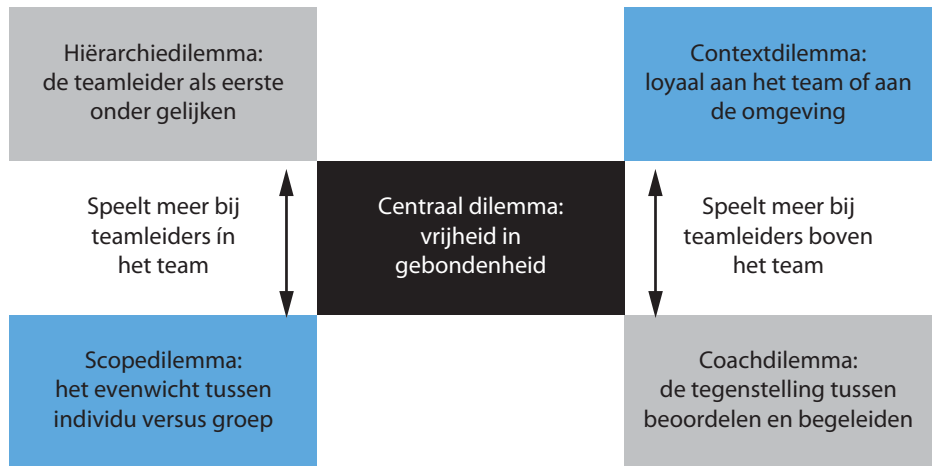 Hiërarchiedilemma:
de teamleider als eerste
onder gelijken
Contextdilemma:
loyaal aan het team of aan
de omgeving
Speelt meer bij
teamleiders ín
het team
Centraal dilemma:
vrijheid in
gebondenheid
Speelt meer bij
teamleiders boven
het team
Scopedilemma:
het evenwicht tussen
individu versus groep
Coachdilemma:
de tegenstelling tussen
beoordelen en begeleiden